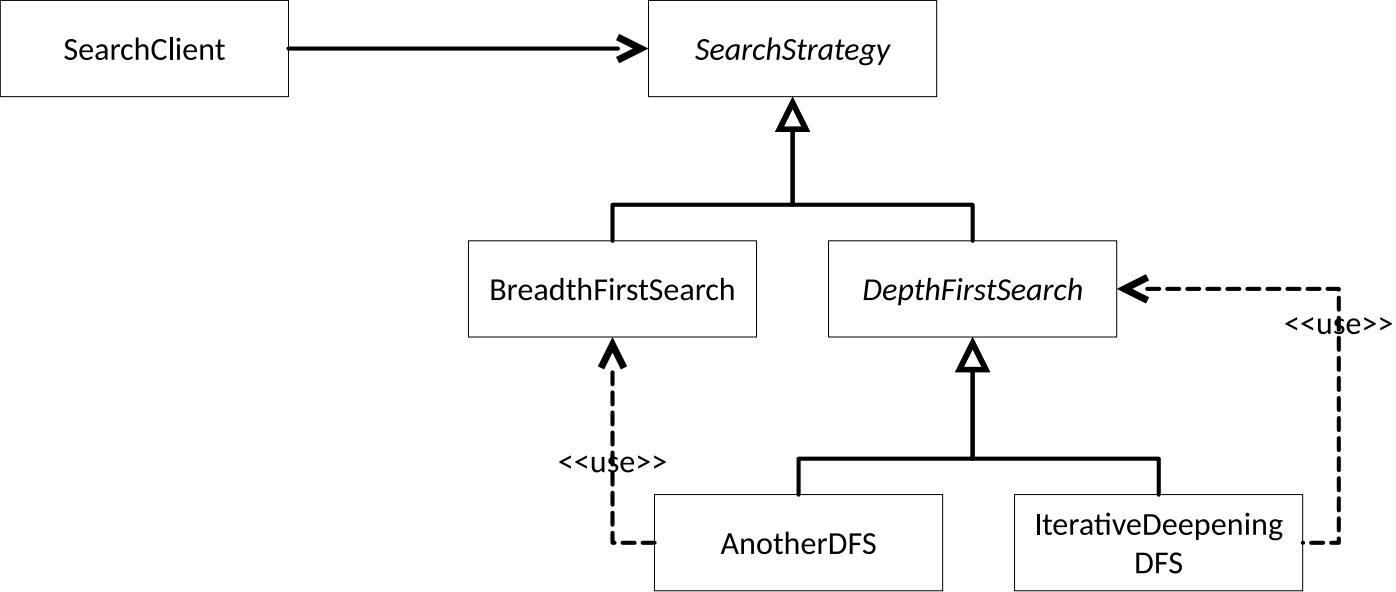 SearchClient
SearchStrategy
BreadthFirstSearch
DepthFirstSearch
<<use>>
<<use>>
AnotherDFS
IterativeDeepening
DFS